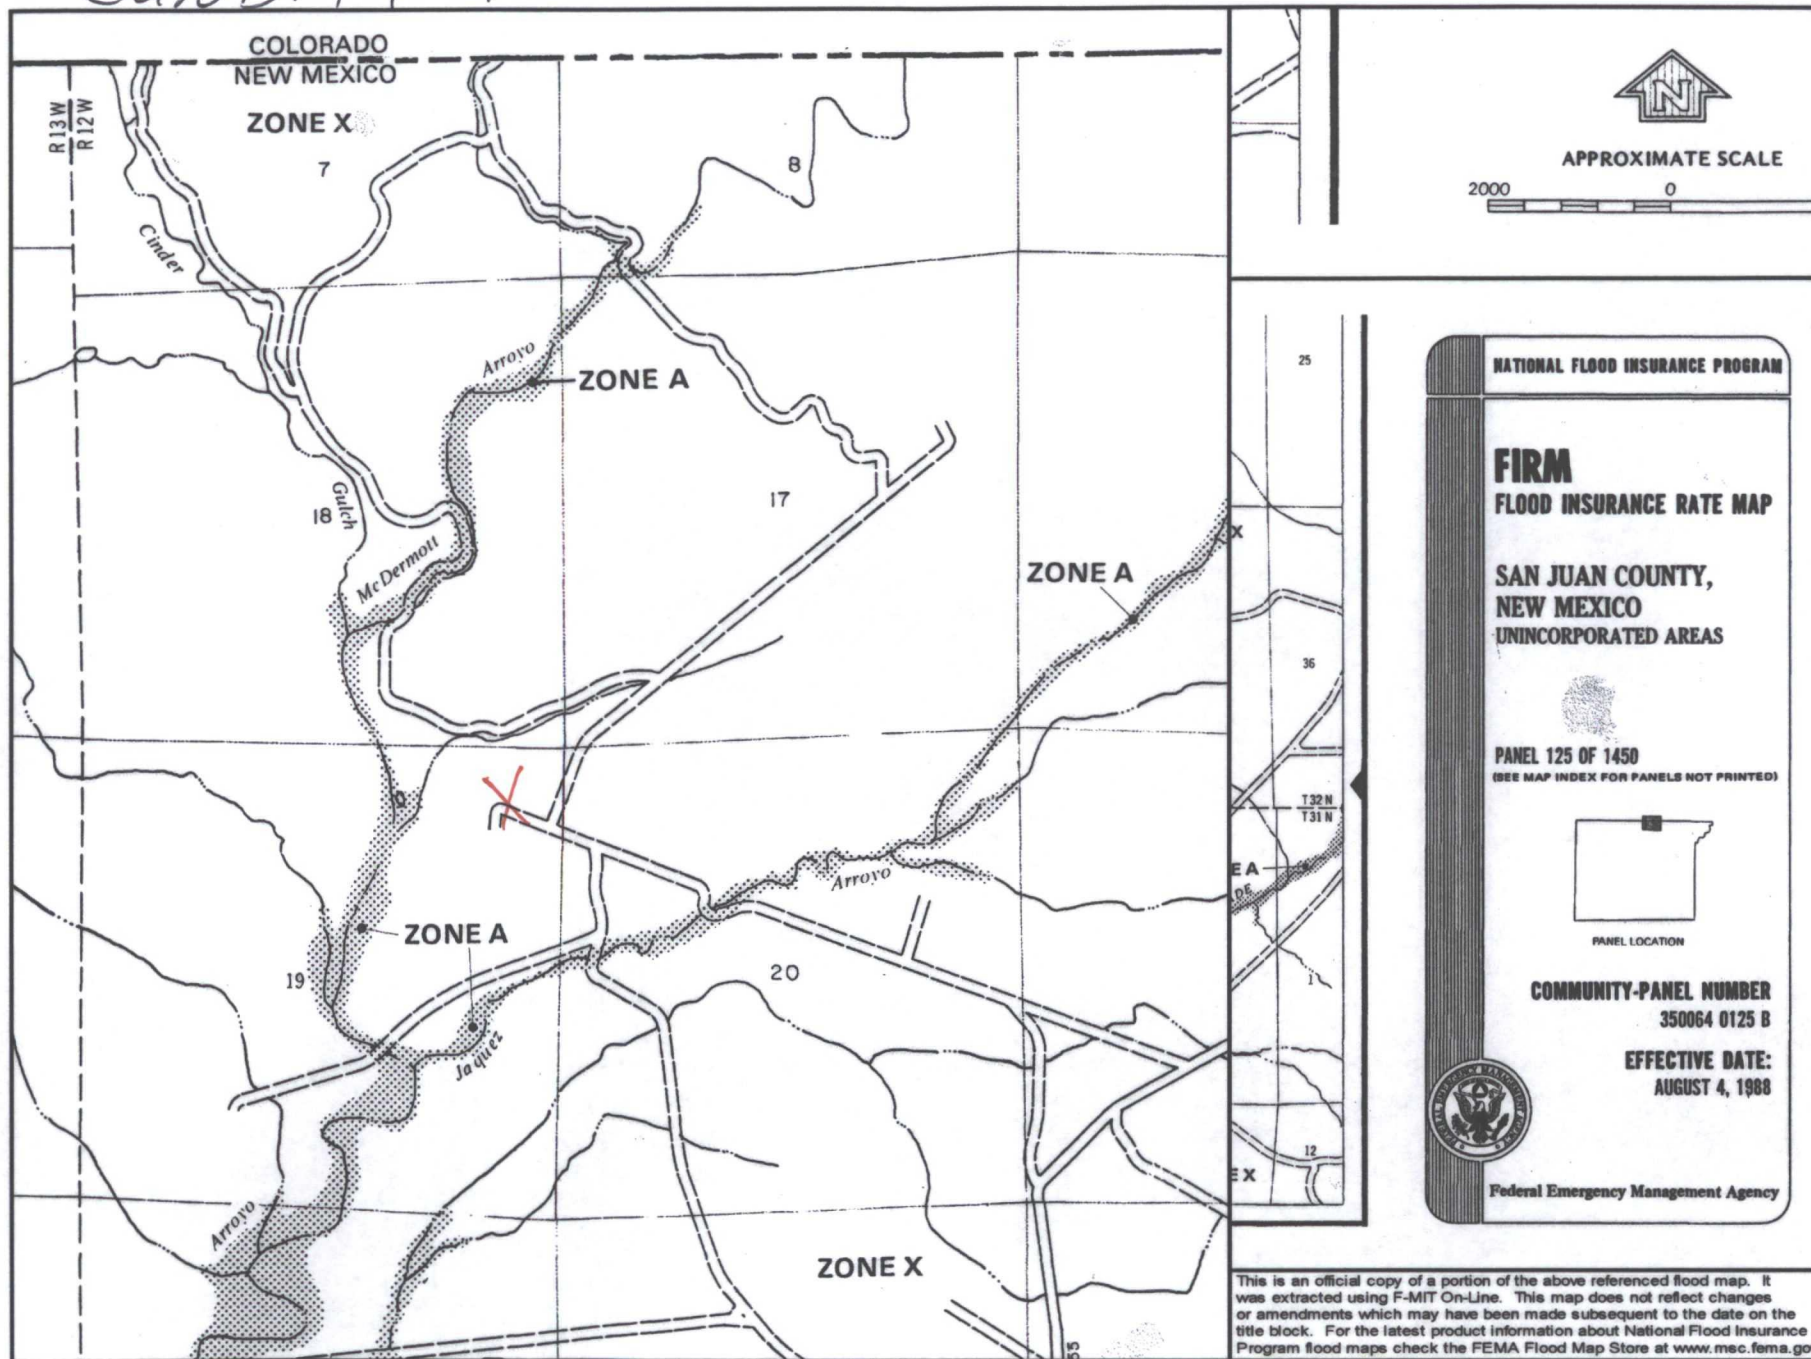 COLORADO
NEW MEXICO
R13W
R12W
ZONE X
7
8
Cinder
Arroyo
ZONE A
17
18
Gulch
McDermott
ZONE A
Arroyo
ZONE A
19
20
Jaquez
Arroyo
ZONE X
55
25
X
36
T32N
T31N
E A
DE
1
12
E X
N
APPROXIMATE SCALE
2000 0
NATIONAL FLOOD INSURANCE PROGRAM
FIRM
FLOOD INSURANCE RATE MAP
SAN JUAN COUNTY,
NEW MEXICO
UNINCORPORATED AREAS
PANEL 125 OF 1450
(SEE MAP INDEX FOR PANELS NOT PRINTED)
PANEL LOCATION
COMMUNITY-PANEL NUMBER
350064 0125 B
EFFECTIVE DATE:
AUGUST 4, 1988
Federal Emergency Management Agency
This is an official copy of a portion of the above referenced flood map. It
was extracted using F-MIT On-Line. This map does not reflect changes
or amendments which may have been made subsequent to the date on the
title block. For the latest product information about National Flood Insurance
Program flood maps check the FEMA Flood Map Store at www.msc.fema.go